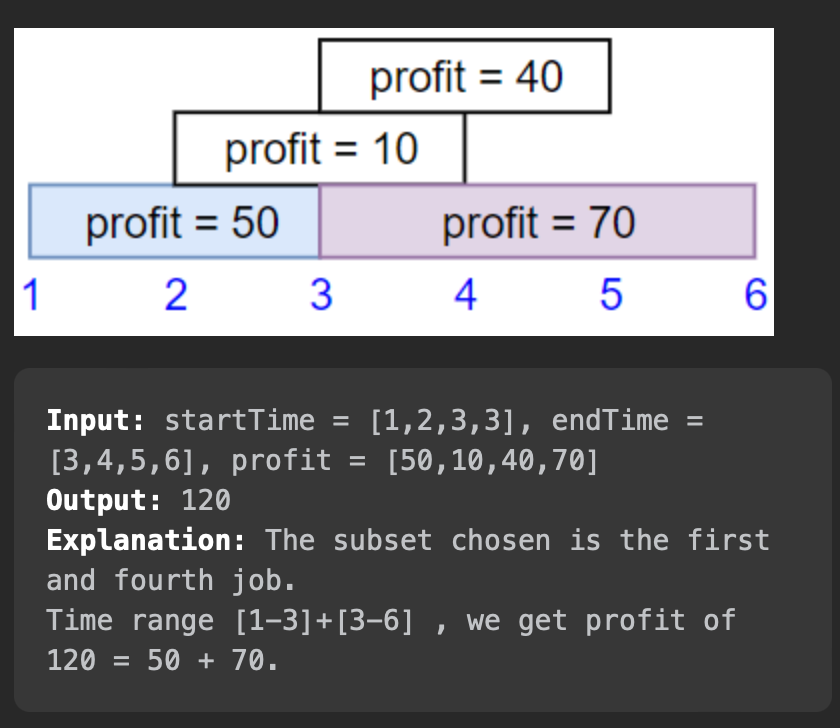 profit = 40
profit = 10
profit = 50 profit = 70
1 2 3 4 5 6
Input: startTime = [1,2,3,3], endTime =
[3,4,5,6], profit = [50,10,40,70]
Output: 120
Explanation: The subset chosen is the first
and fourth job.
Time range [1-3]+[3-6] , we get profit of
120 = 50 + 70.